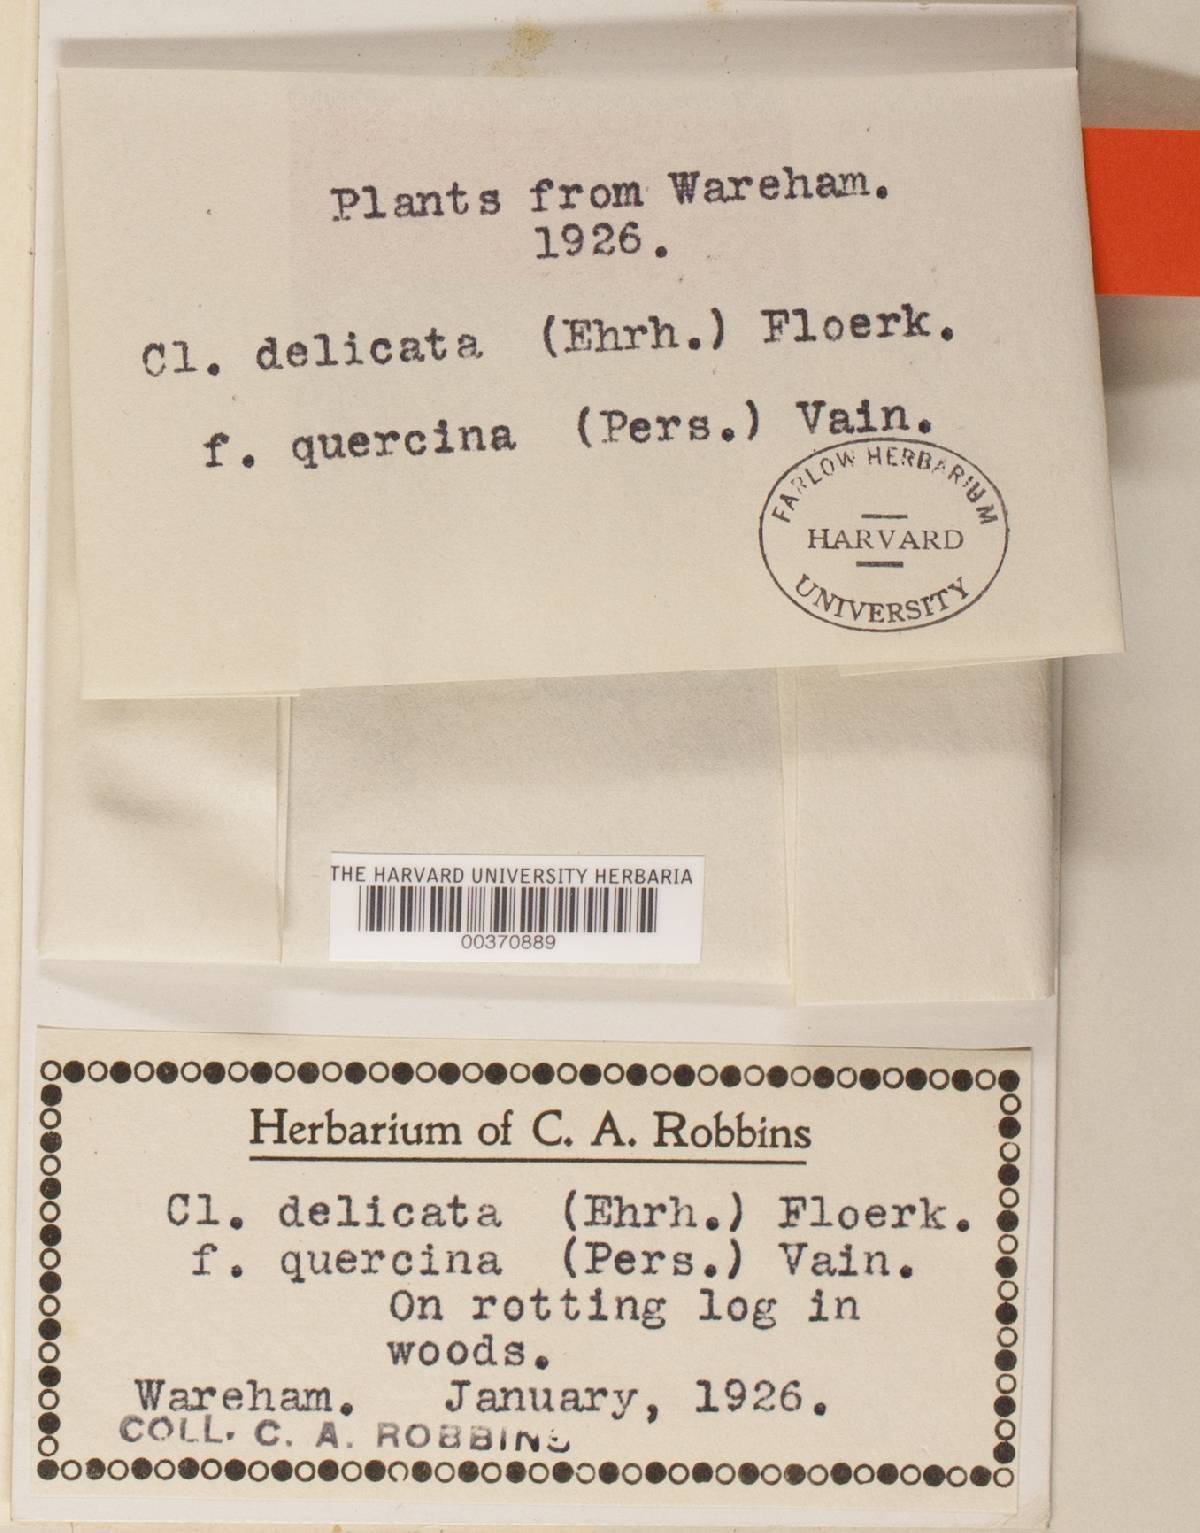 Plants from Wareham.
1926.
Cl. delicata (Ehrh.) Floerk.
f. quercina (Pers.) Vain.
FARLOW HERBARIUM
HARVARD
UNIVERSITY
THE HARVARD UNIVERSITY HERBARIA
00370889
Herbarium of C. A. Robbins
Cl. delicata (Ehrh.) Floerk.
f. quercina (Pers.) Vain.
On rotting log in
woods.
Wareham. January, 1926.
COLL. C. A. ROBBINS